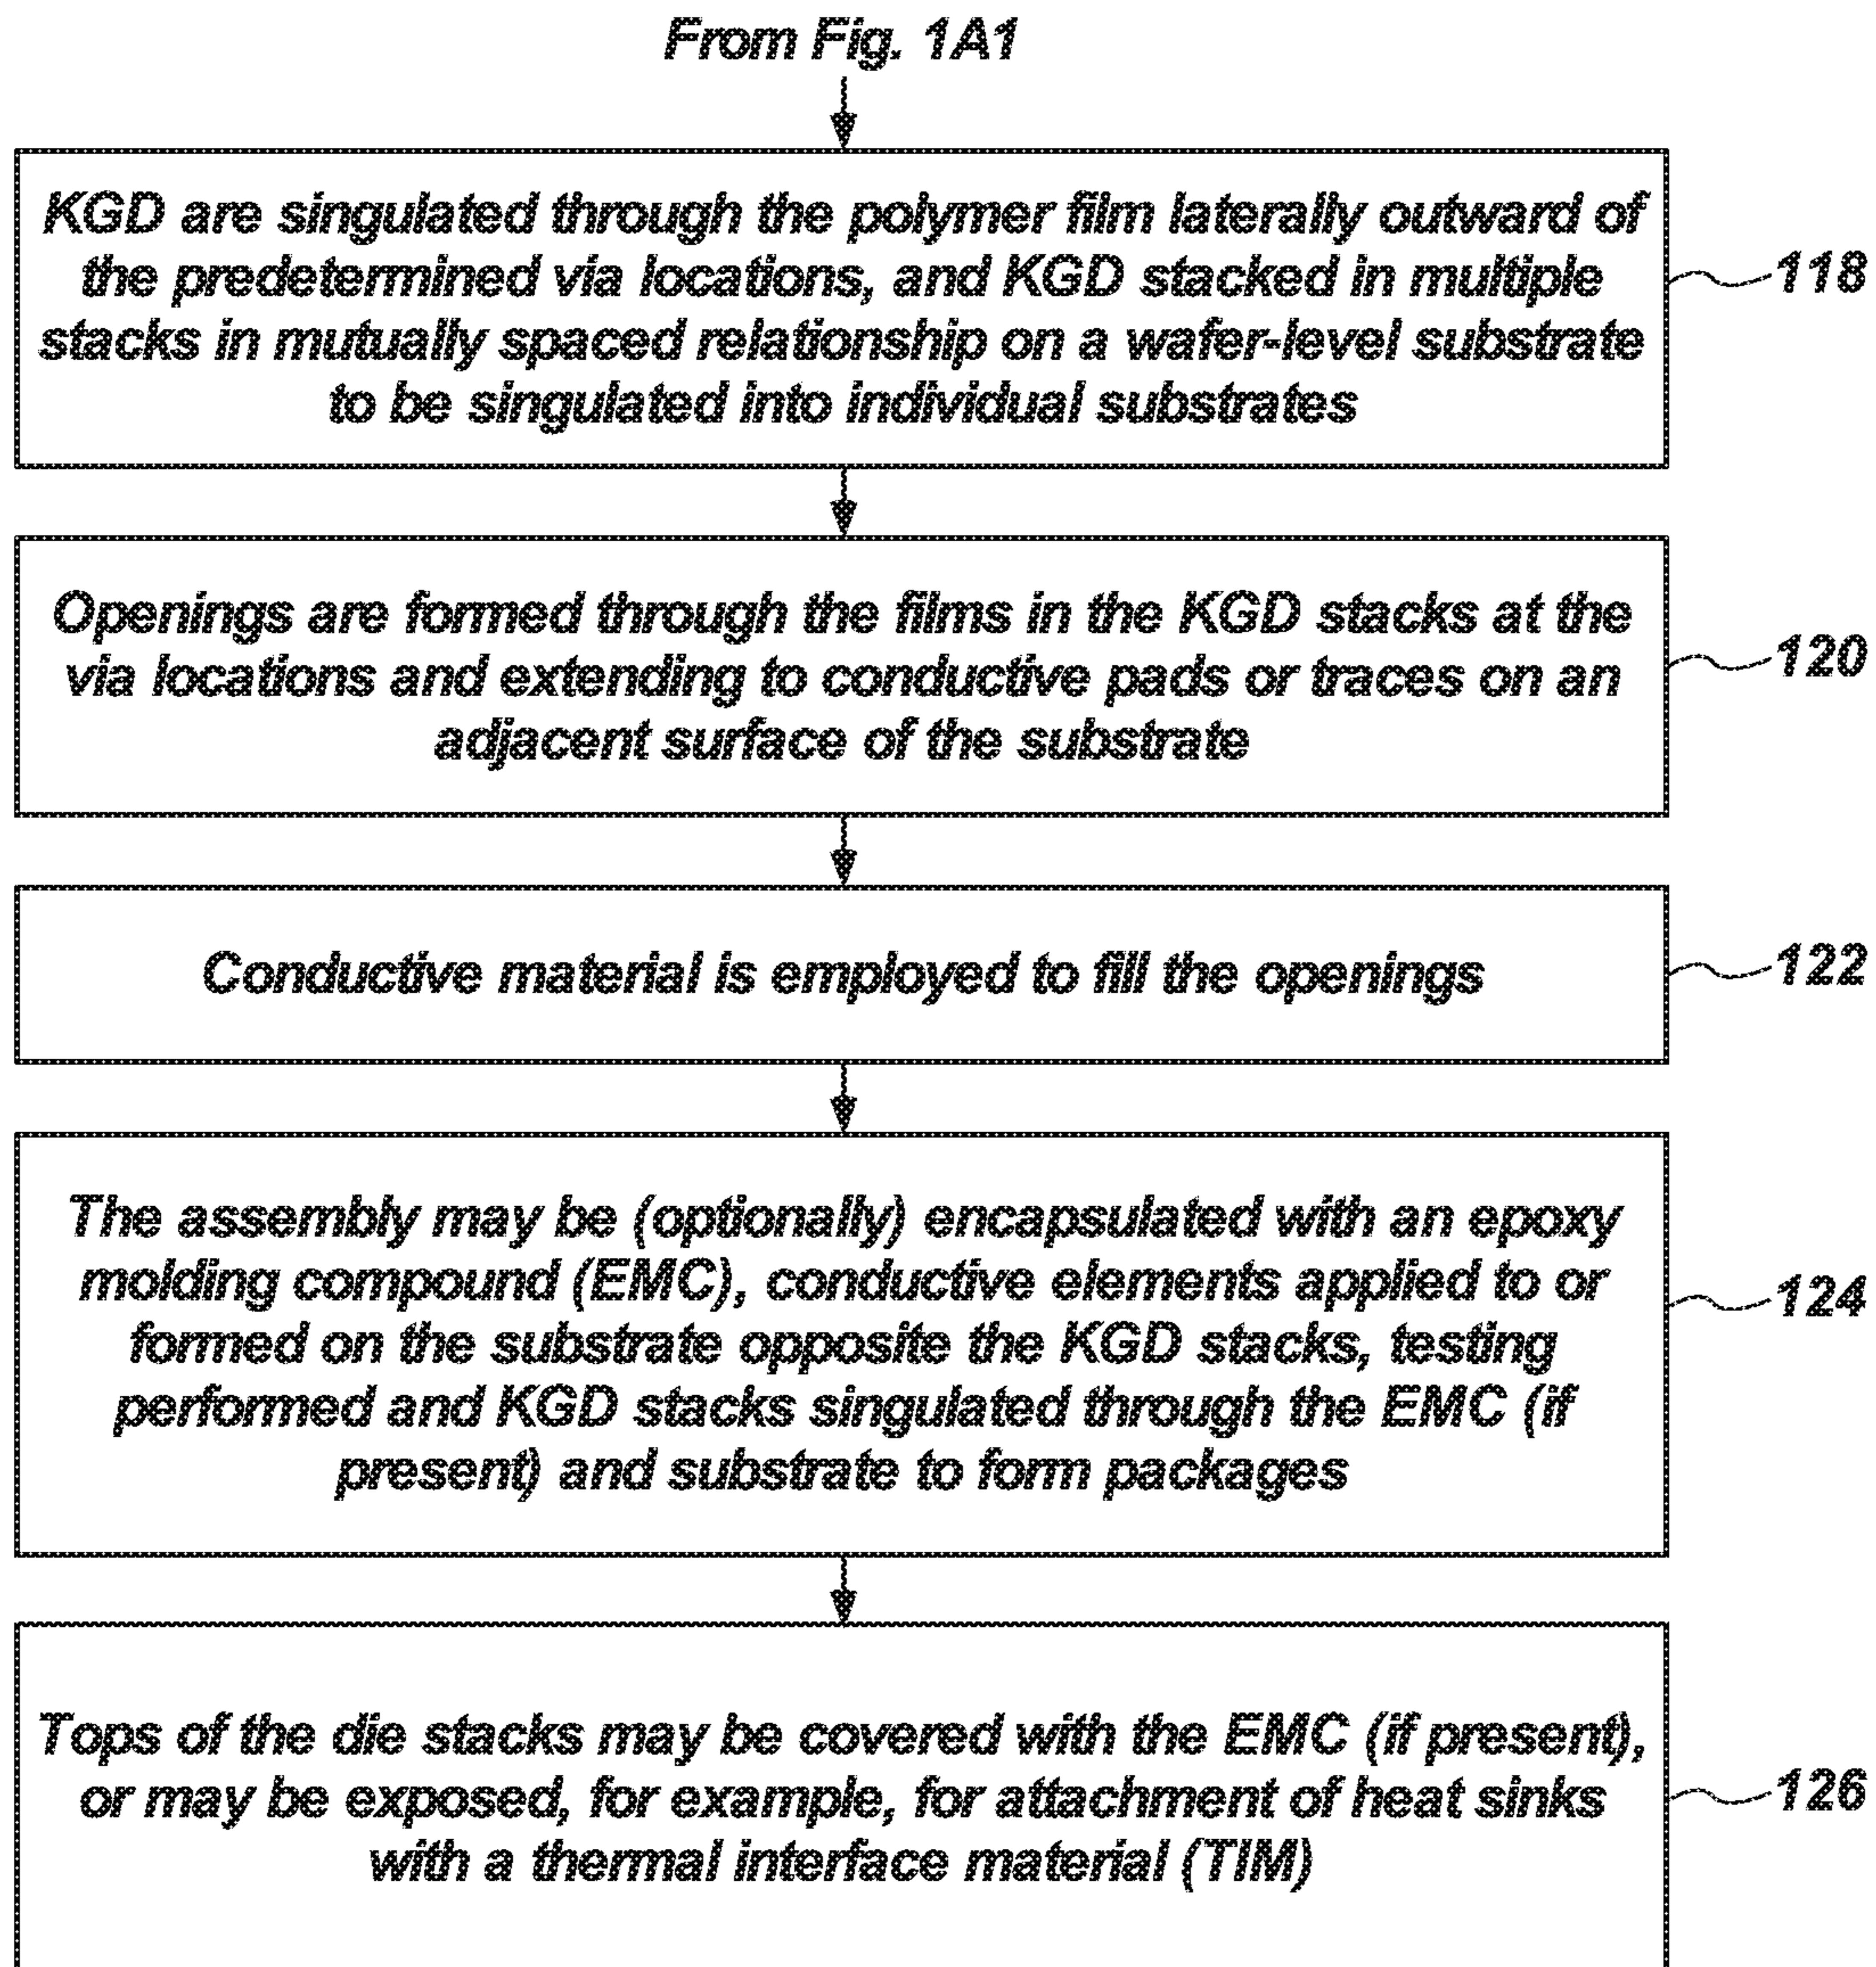 From Fig. 1A1
KGD are singulated through the polymer film laterally outward of
the predetermined via locations, and KGD stacked in multiple
stacks in mutually spaced relationship on a wafer-level substrate
to be singulated into individual substrates
118
Openings are formed through the films in the KGD stacks at the
via locations and extending to conductive pads or traces on an
adjacent surface of the substrate
120
Conductive material is employed to fill the openings
122
The assembly may be (optionally) encapsulated with an epoxy
molding compound (EMC), conductive elements applied to or
formed on the substrate opposite the KGD stacks, testing
performed and KGD stacks singulated through the EMC (if
present) and substrate to form packages
124
Tops of the die stacks may be covered with the EMC (if present),
or may be exposed, for example, for attachment of heat sinks
with a thermal interface material (TIM)
126